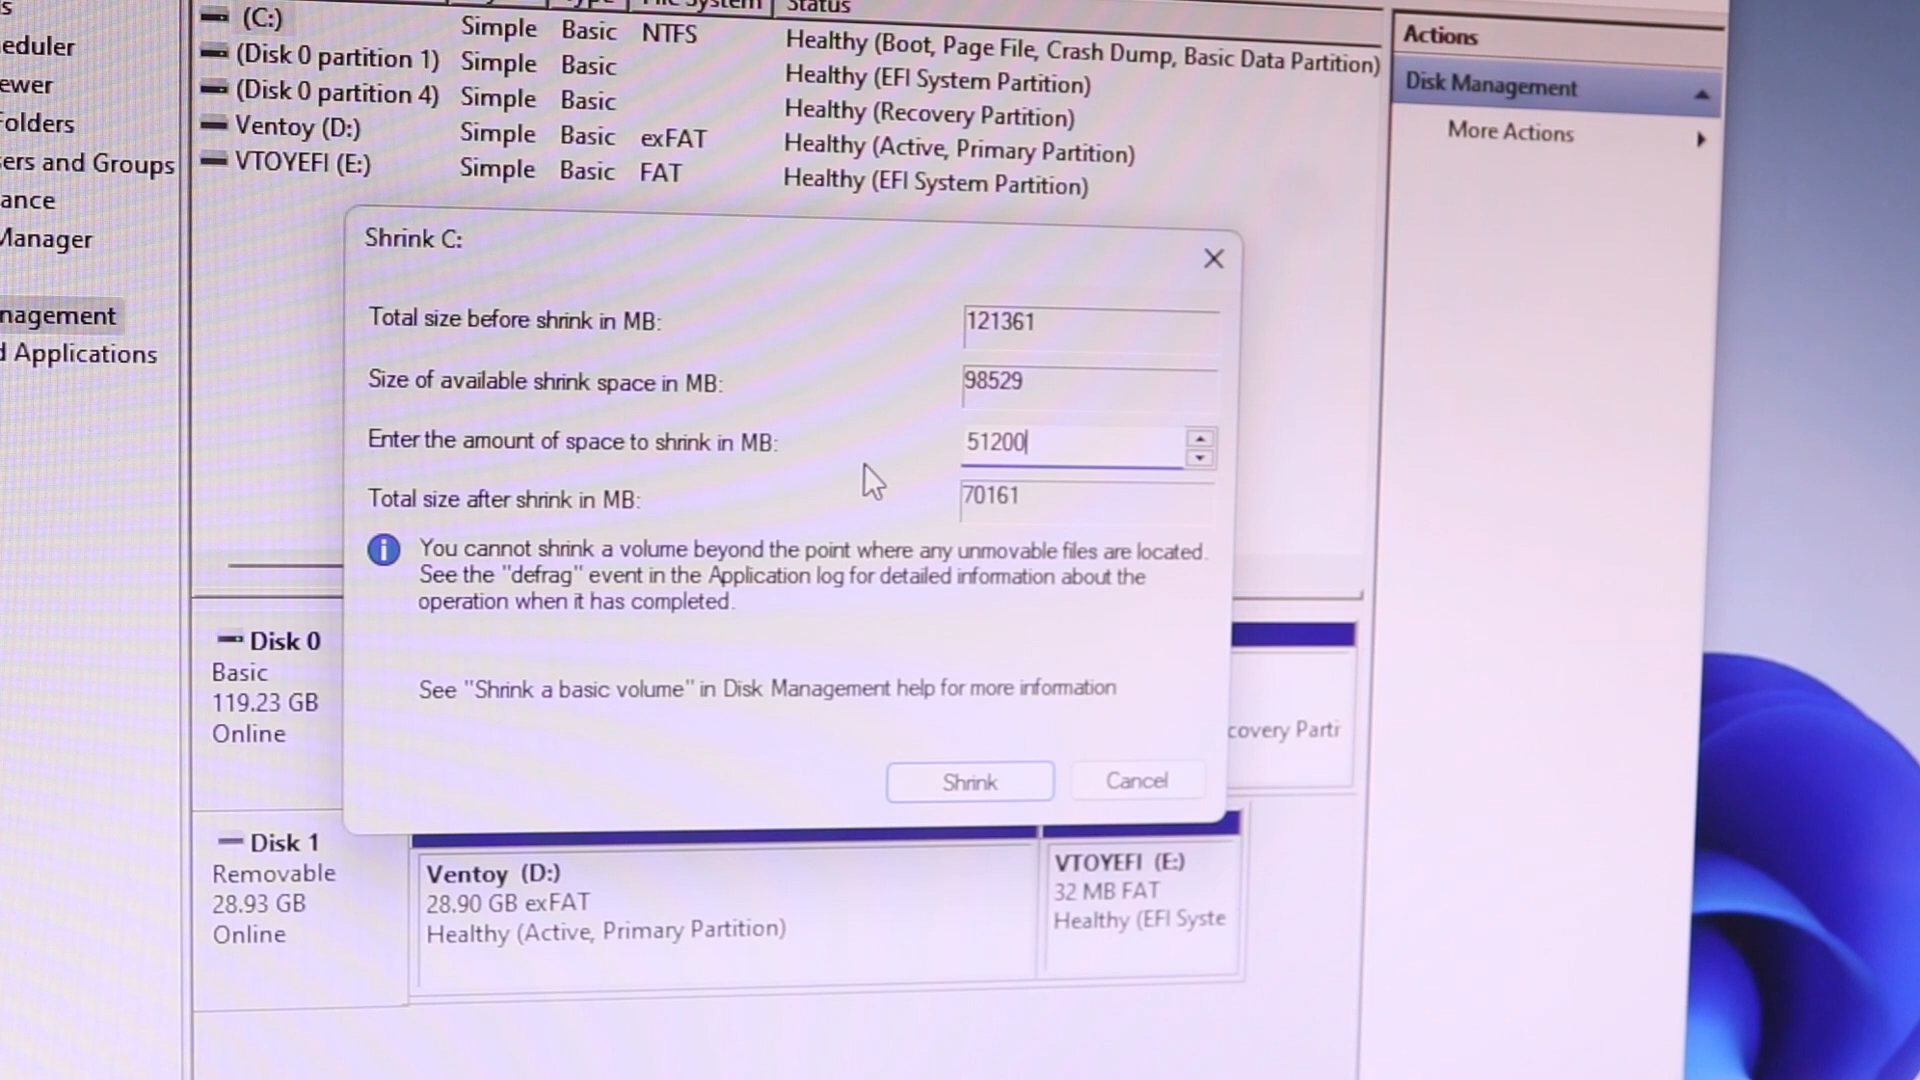 Status
(C:) Simple Basic NTFS Healthy (Boot, Page File, Crash Dump, Basic Data Partition)
(Disk 0 partition 1) Simple Basic Healthy (EFI System Partition)
(Disk 0 partition 4) Simple Basic Healthy (Recovery Partition)
Ventoy (D:) Simple Basic exFAT Healthy (Active, Primary Partition)
VTOYEFI (E:) Simple Basic FAT Healthy (EFI System Partition)
eduler
ewer
Folders
ers and Groups
ance
Manager
nagement
d Applications
Actions
Disk Management
More Actions
Shrink C:
Total size before shrink in MB: 121361
Size of available shrink space in MB: 98529
Enter the amount of space to shrink in MB: 51200
Total size after shrink in MB: 70161
You cannot shrink a volume beyond the point where any unmovable files are located.
See the "defrag" event in the Application log for detailed information about the
operation when it has completed.
See "Shrink a basic volume" in Disk Management help for more information
Shrink Cancel
Disk 0
Basic
119.23 GB
Online
covery Parti
Disk 1
Removable
28.93 GB
Online
Ventoy (D:)
28.90 GB exFAT
Healthy (Active, Primary Partition)
VTOYEFI (E:)
32 MB FAT
Healthy (EFI Syste